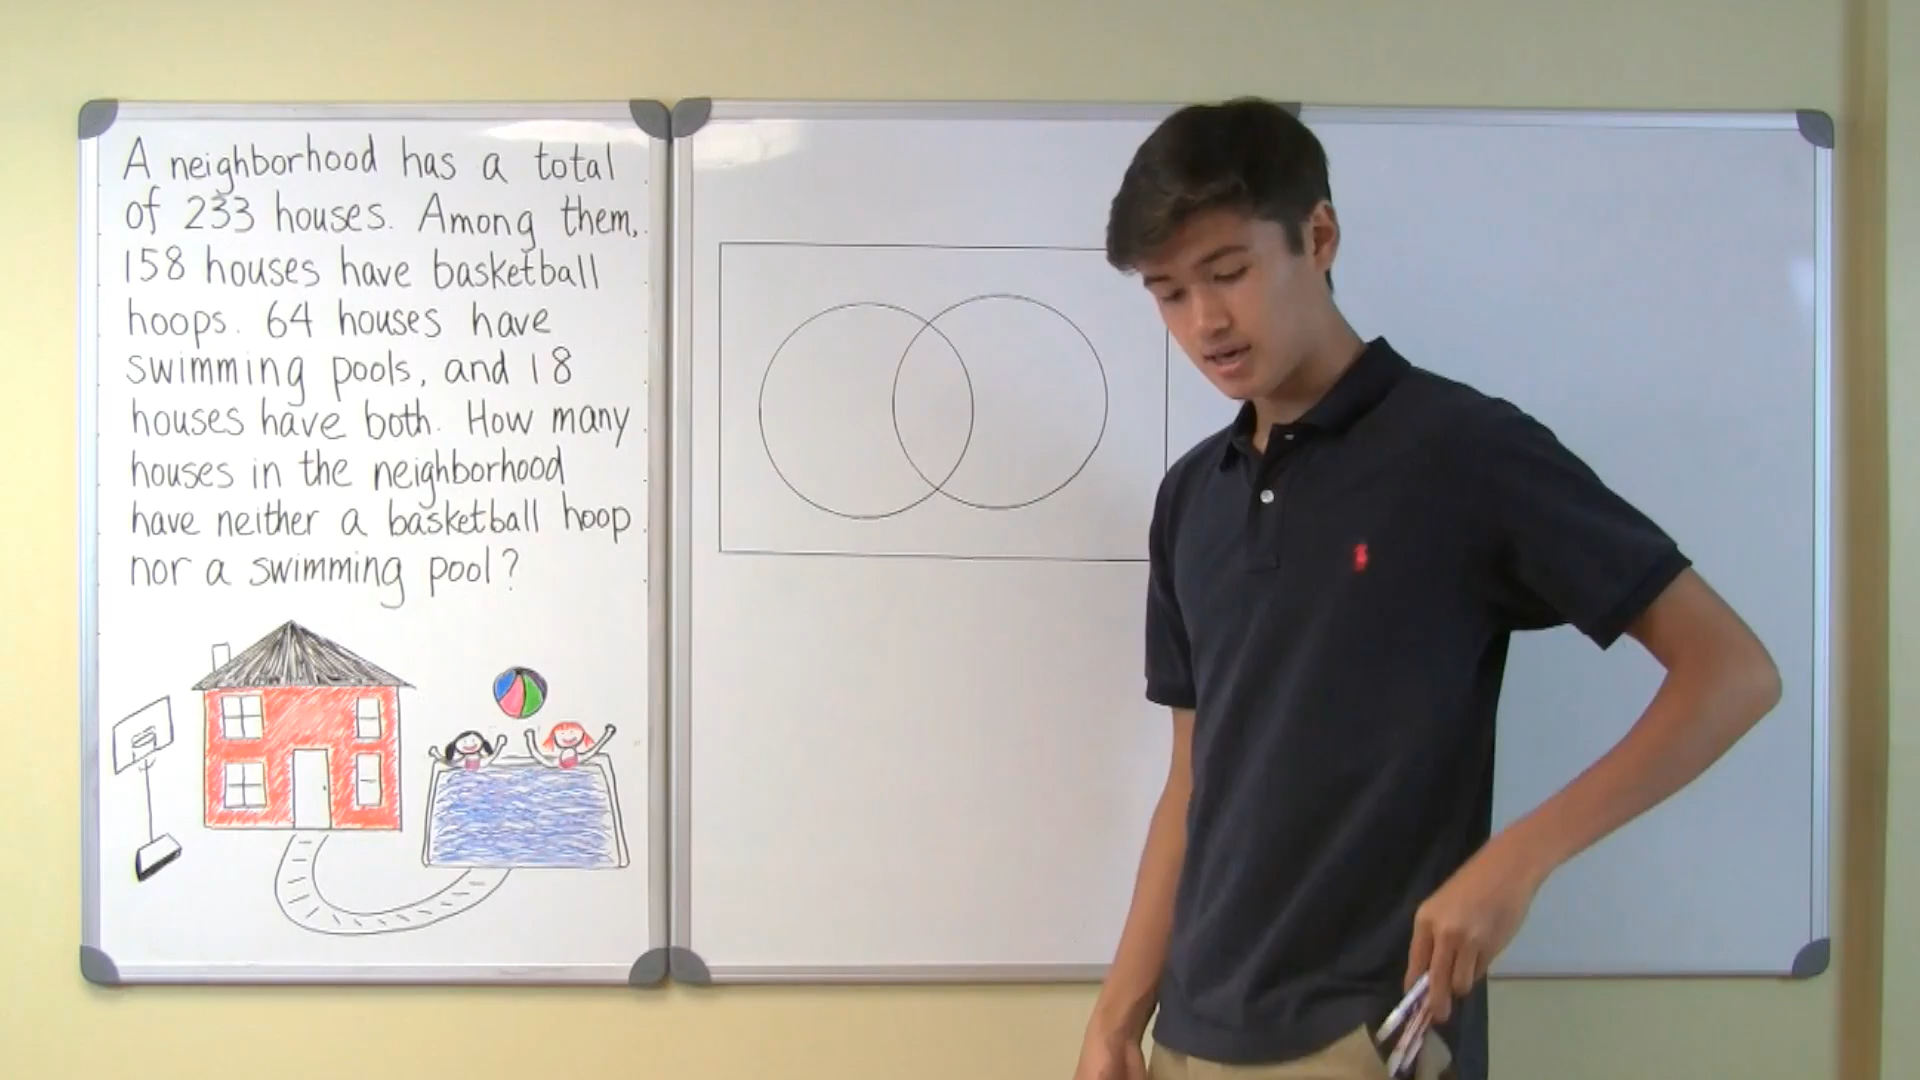 A neighborhood has a total
of 233 houses. Among them,
158 houses have basketball
hoops. 64 houses have
swimming pools, and 18
houses have both. How many
houses in the neighborhood
have neither a basketball hoop
nor a swimming pool?